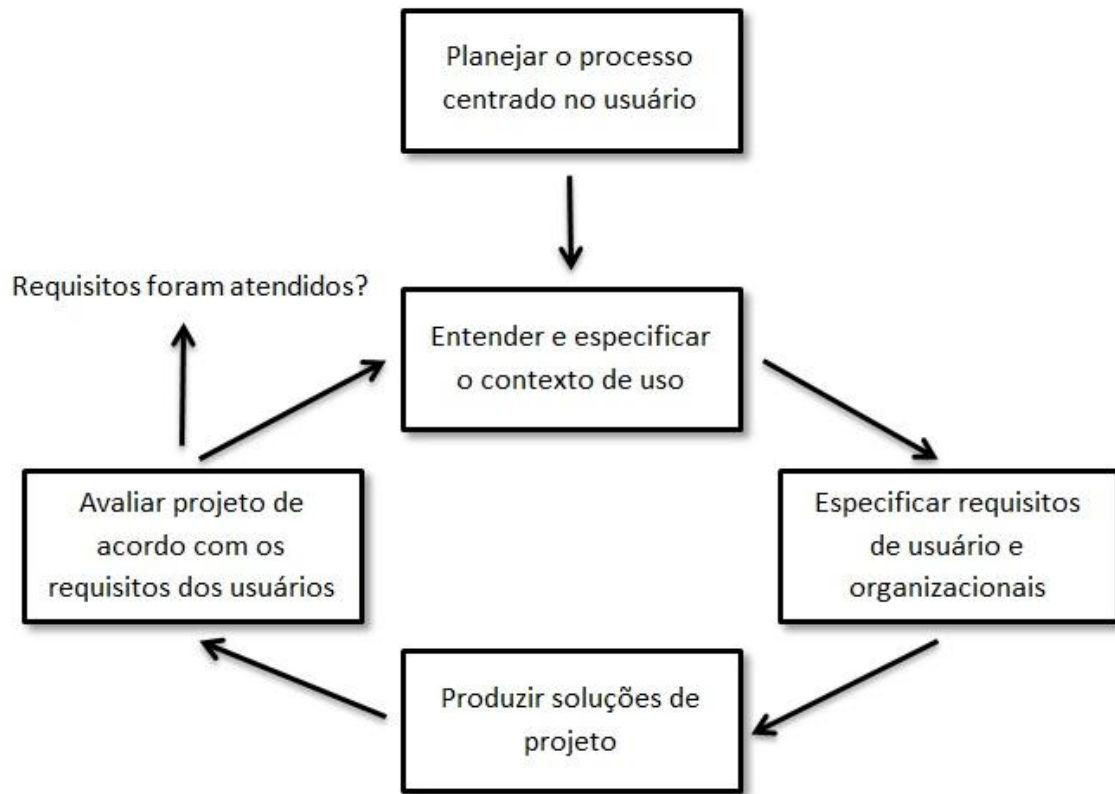 Planejar o processo
centrado no usuário
Requisitos foram atendidos?
Entender e especificar
o contexto de uso
Avaliar projeto de
acordo com os
requisitos dos usuários
Especificar requisitos
de usuário e
organizacionais
Produzir soluções de
projeto